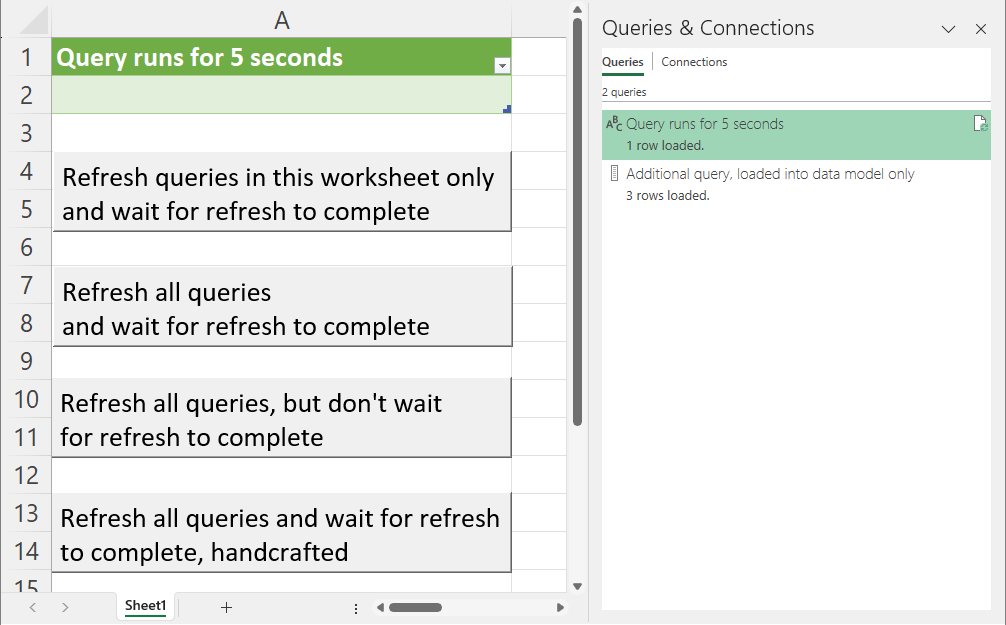 A
1
Query runs for 5 seconds
2
3
4
Refresh queries in this worksheet only
5
and wait for refresh to complete
6
7
Refresh all queries
8
and wait for refresh to complete
9
10
Refresh all queries, but don't wait
11
for refresh to complete
12
13
Refresh all queries and wait for refresh
14
to complete, handcrafted
15
Sheet1
Queries & Connections
Queries
Connections
2 queries
ABC Query runs for 5 seconds
1 row loaded.
Additional query, loaded into data model only
3 rows loaded.